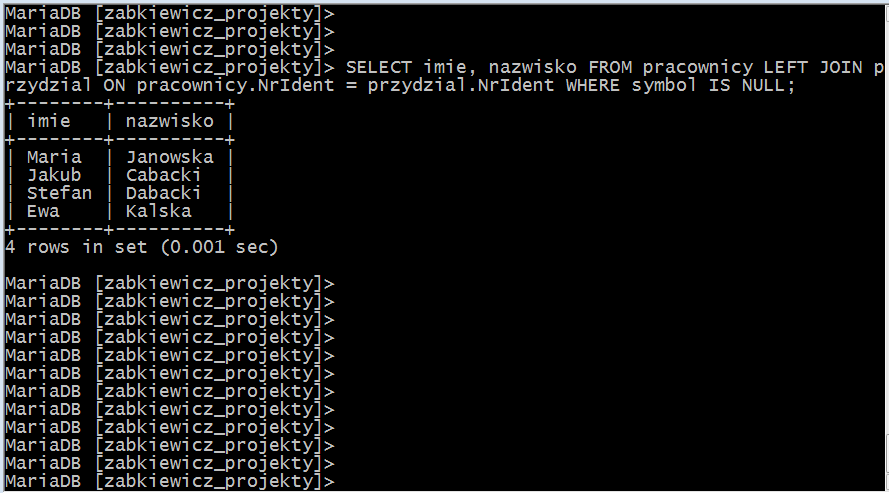 MariaDB [zabkiewicz_projekty]>
MariaDB [zabkiewicz_projekty]>
MariaDB [zabkiewicz_projekty]>
MariaDB [zabkiewicz_projekty]> SELECT imie, nazwisko FROM pracownicy LEFT JOIN p
rzydzial ON pracownicy.NrIdent = przydzial.NrIdent WHERE symbol IS NULL;
+--------+----------+
| imie   | nazwisko |
+--------+----------+
| Maria  | Janowska |
| Jakub  | Cabacki  |
| Stefan | Dabacki  |
| Ewa    | Kalska   |
+--------+----------+
4 rows in set (0.001 sec)

MariaDB [zabkiewicz_projekty]>
MariaDB [zabkiewicz_projekty]>
MariaDB [zabkiewicz_projekty]>
MariaDB [zabkiewicz_projekty]>
MariaDB [zabkiewicz_projekty]>
MariaDB [zabkiewicz_projekty]>
MariaDB [zabkiewicz_projekty]>
MariaDB [zabkiewicz_projekty]>
MariaDB [zabkiewicz_projekty]>
MariaDB [zabkiewicz_projekty]>
MariaDB [zabkiewicz_projekty]>
MariaDB [zabkiewicz_projekty]>